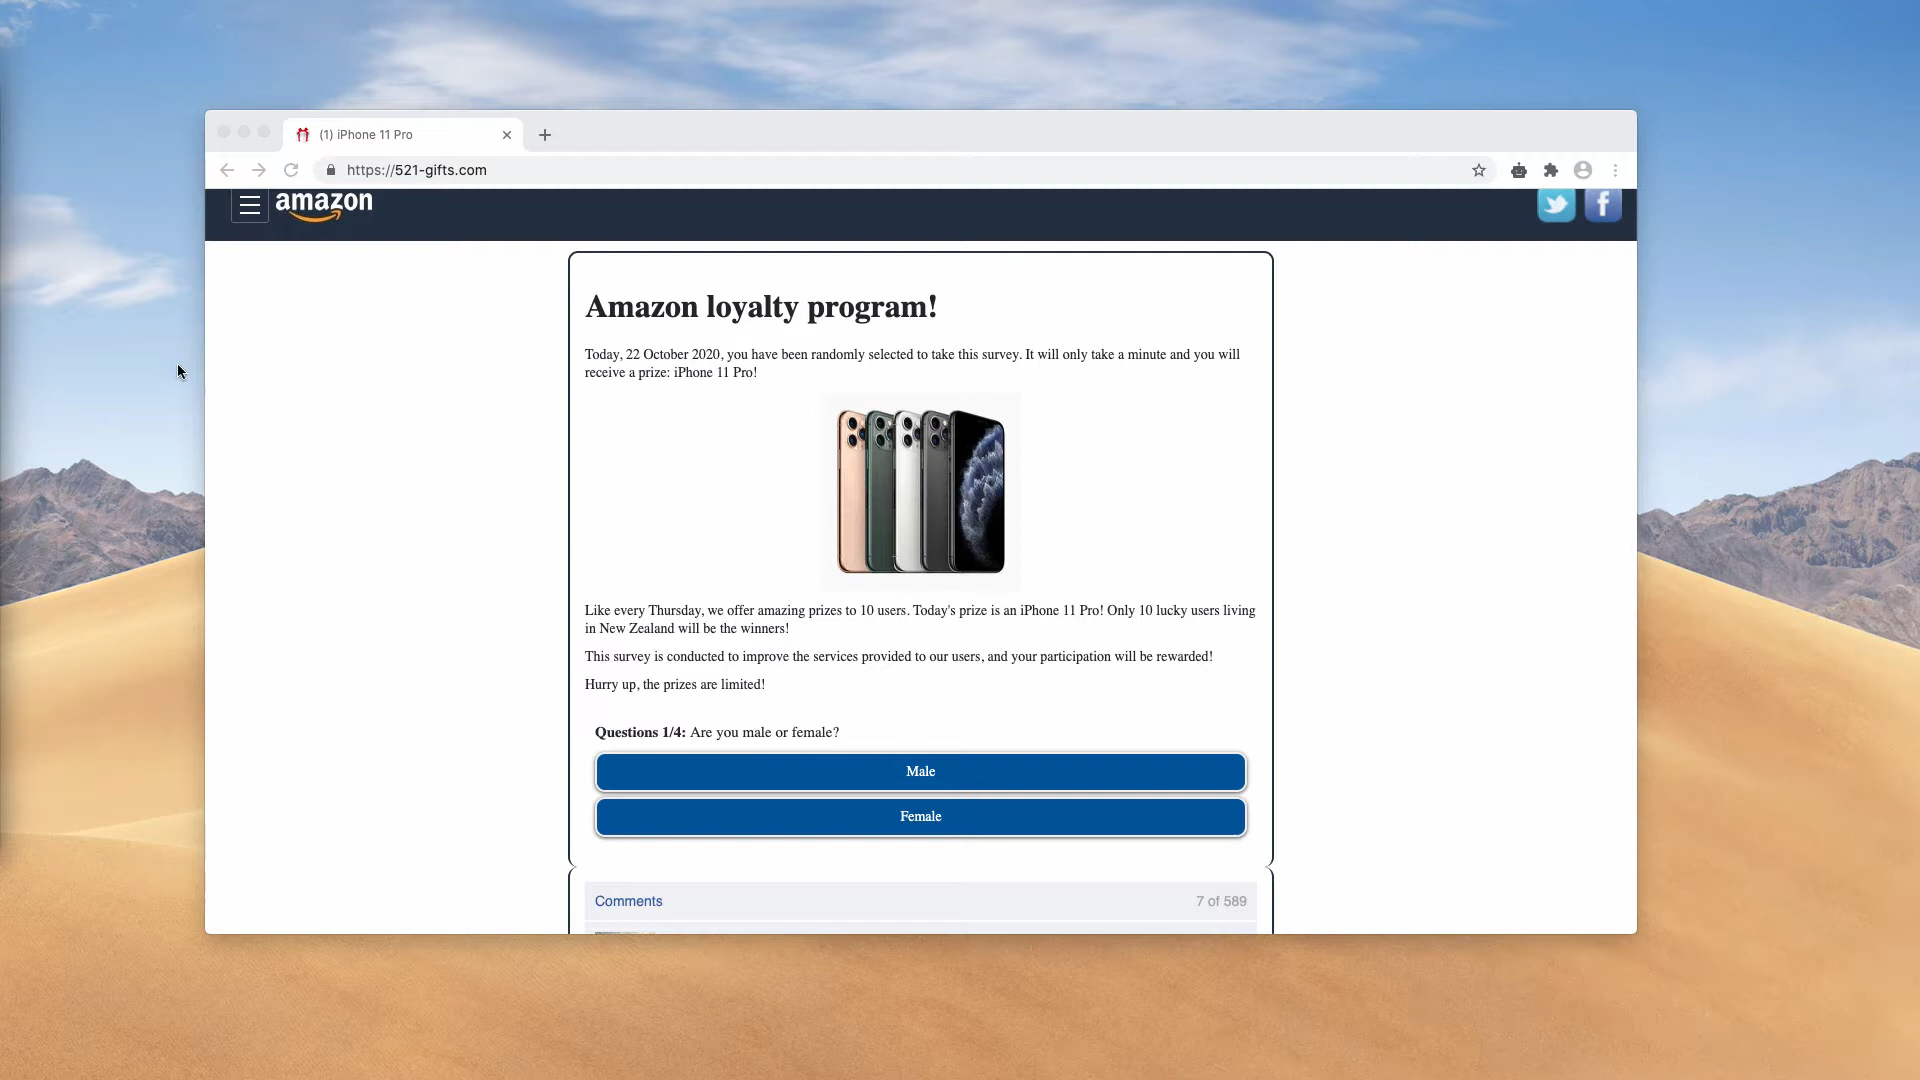 (1) iPhone 11 Pro
https://521-gifts.com
amazon
Amazon loyalty program!
Today, 22 October 2020, you have been randomly selected to take this survey. It will only take a minute and you will
receive a prize: iPhone 11 Pro!
Like every Thursday, we offer amazing prizes to 10 users. Today's prize is an iPhone 11 Pro! Only 10 lucky users living
in New Zealand will be the winners!
This survey is conducted to improve the services provided to our users, and your participation will be rewarded!
Hurry up, the prizes are limited!
Questions 1/4: Are you male or female?
Male
Female
Comments 7 of 589